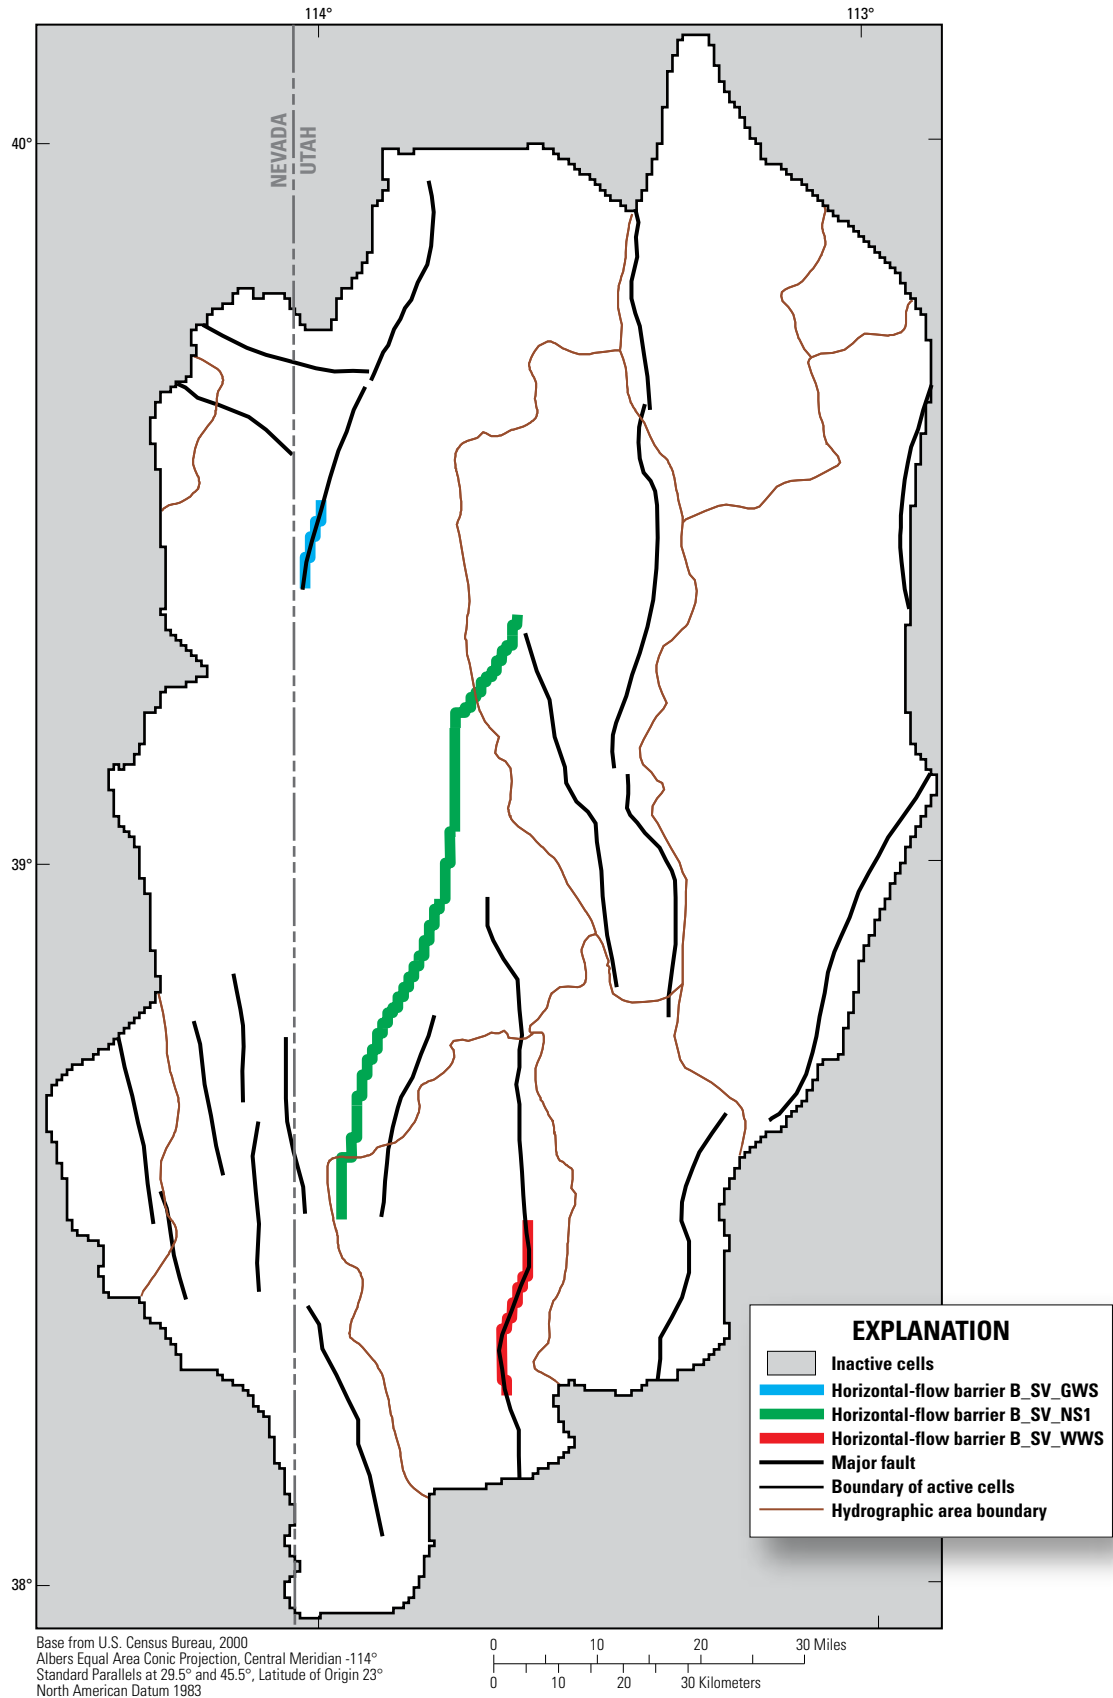 114°
113°
40°
NEVADA
UTAH
39°
38°
EXPLANATION
Inactive cells
Horizontal-flow barrier B_SV_GWS
Horizontal-flow barrier B_SV_NS1
Horizontal-flow barrier B_SV_WWS
Major fault
Boundary of active cells
Hydrographic area boundary
Base from U.S. Census Bureau, 2000
Albers Equal Area Conic Projection, Central Meridian -114°
Standard Parallels at 29.5° and 45.5°, Latitude of Origin 23°
North American Datum 1983
0 10 20 30 Miles
0 10 20 30 Kilometers